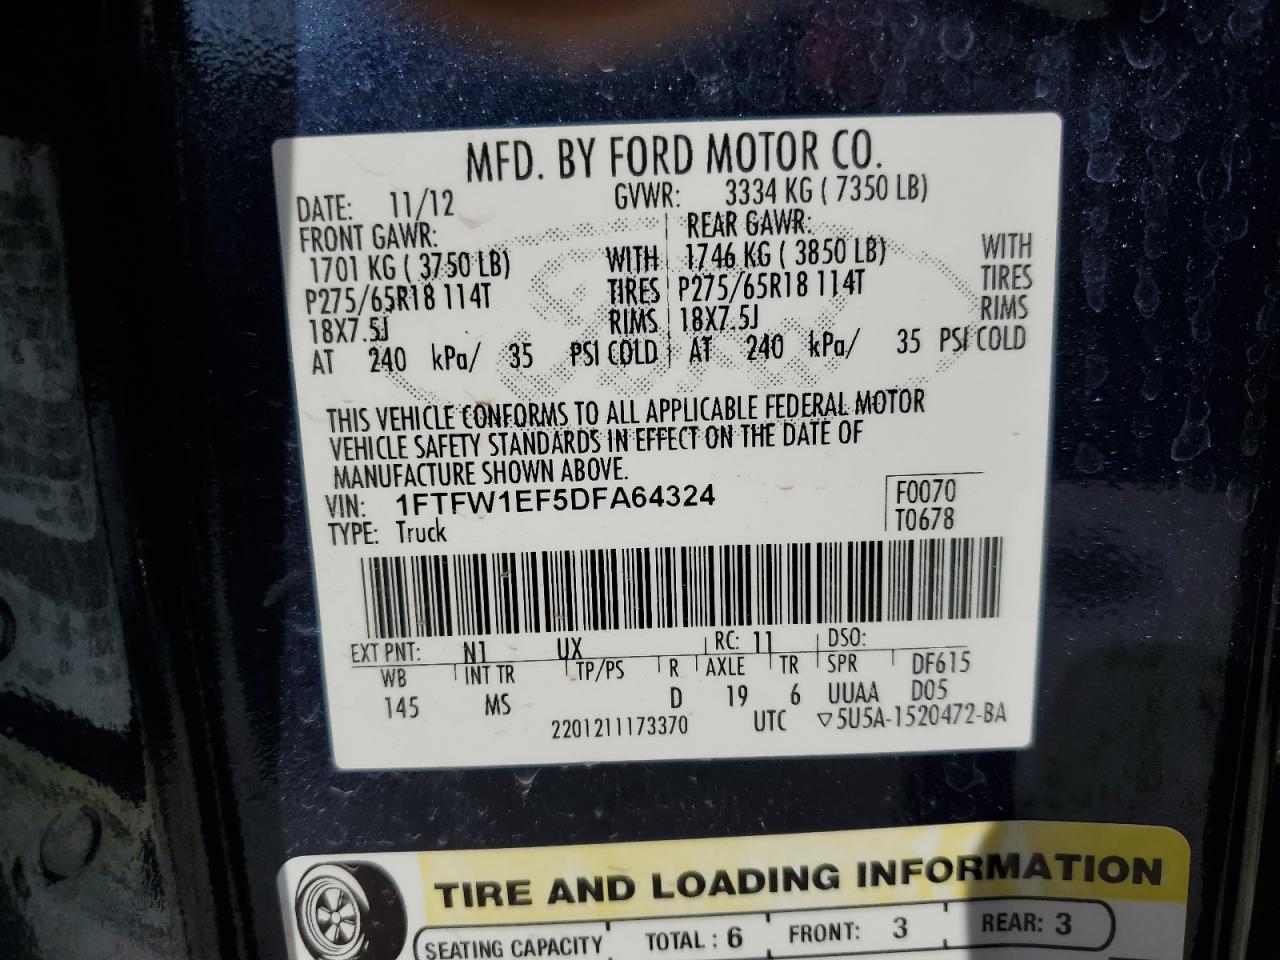 MFD. BY FORD MOTOR CO.
DATE: 11/12 GVWR: 3334 KG ( 7350 LB)
FRONT GAWR: REAR GAWR:
1701 KG ( 3750 LB) WITH 1746 KG ( 3850 LB) WITH
P275/65R18 114T TIRES P275/65R18 114T TIRES
18X7.5J RIMS 18X7.5J RIMS
AT 240 kPa/ 35 PSI COLD AT 240 kPa/ 35 PSI COLD
THIS VEHICLE CONFORMS TO ALL APPLICABLE FEDERAL MOTOR
VEHICLE SAFETY STANDARDS IN EFFECT ON THE DATE OF
MANUFACTURE SHOWN ABOVE.
VIN: 1FTFW1EF5DFA64324 F0070
TYPE: Truck T0678
EXT PNT: N1 UX RC: 11 DSO:
WB INT TR TP/PS R AXLE TR SPR DF615
145 MS D 19 6 UUAA D05
2201211173370 UTC ▽5U5A-1520472-BA
TIRE AND LOADING INFORMATION
SEATING CAPACITY TOTAL : 6 FRONT: 3 REAR: 3